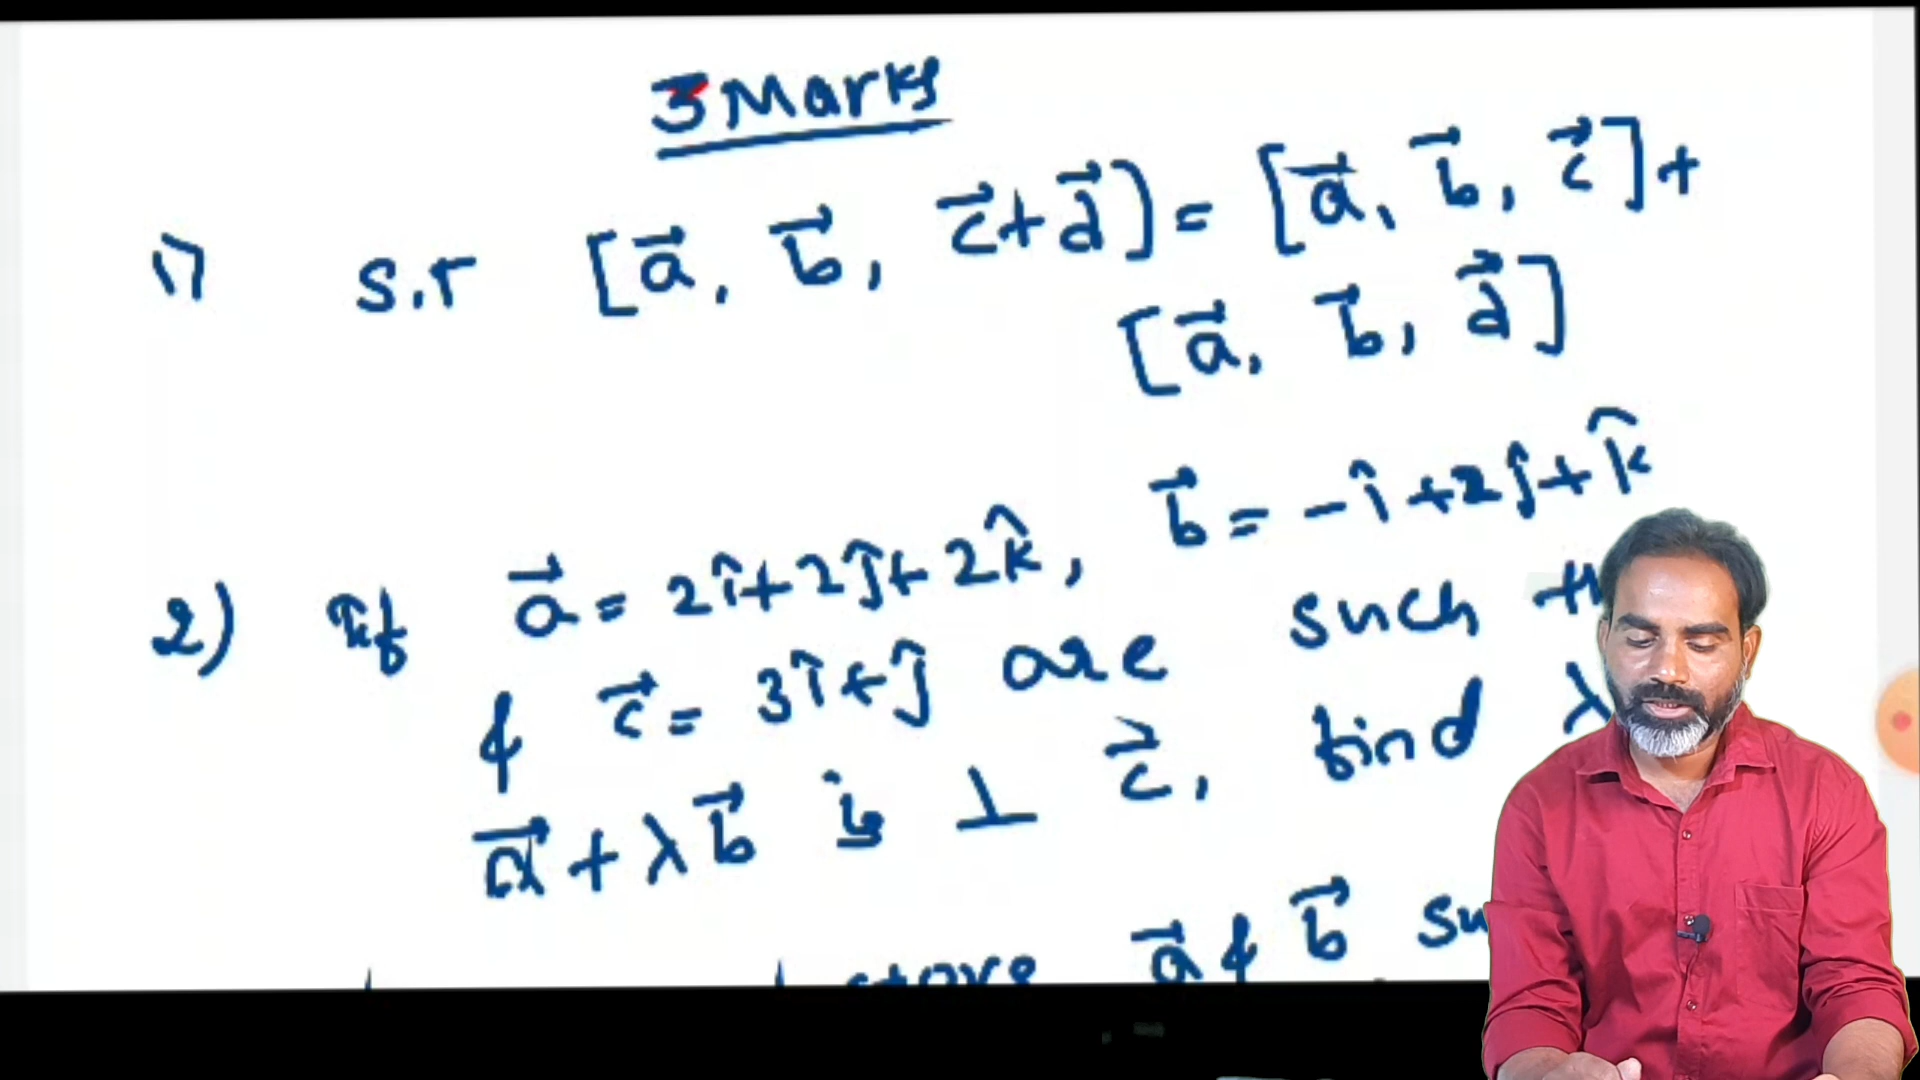 3 Marks
1) S.T [a⃗, b⃗, c⃗+d⃗] = [a⃗, b⃗, c⃗] +
[a⃗, b⃗, d⃗]
2) If a⃗ = 2î+2ĵ+2k̂, b⃗ = -î+2ĵ+k̂
& c⃗ = 3î+ĵ are such
a⃗+λb⃗ is ⊥ c⃗, find λ
a⃗ & b⃗